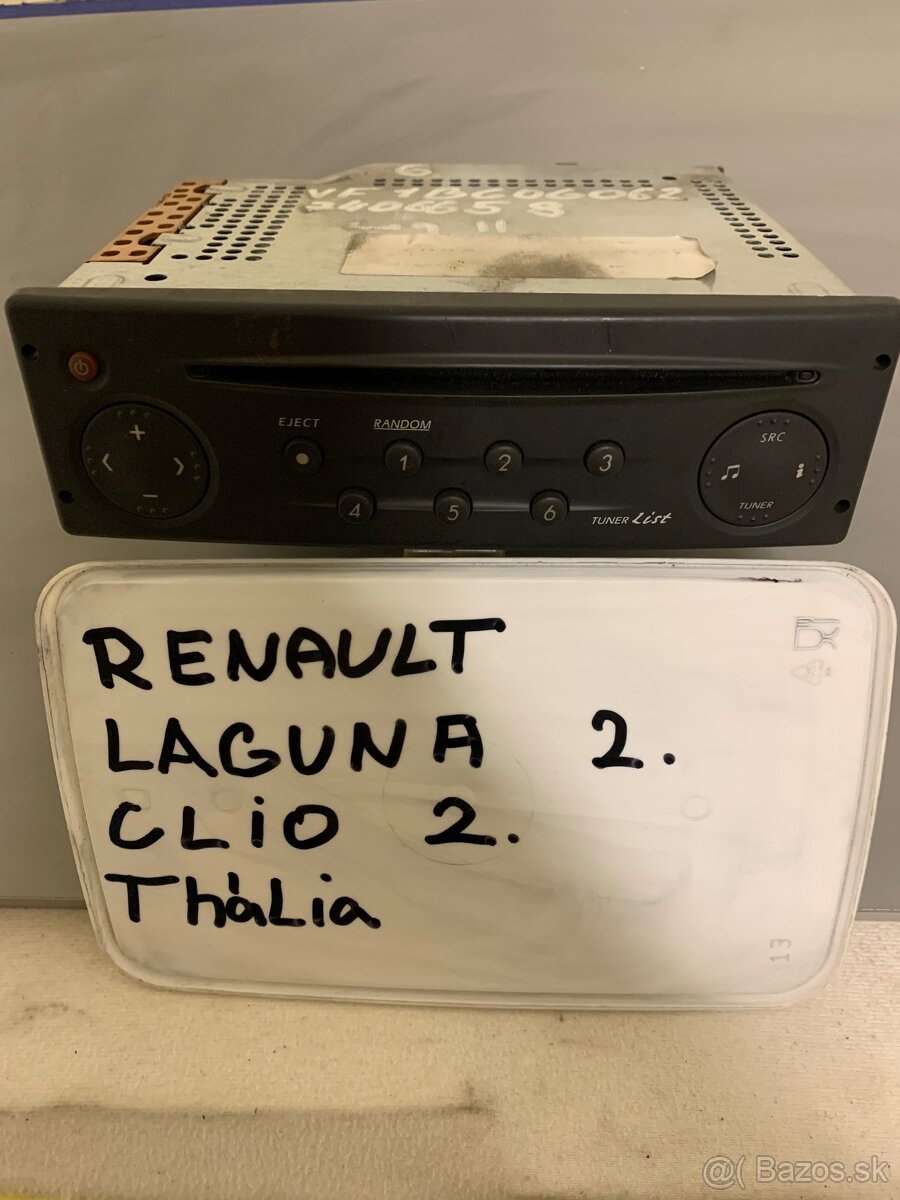 EJECT RANDOM SRC
1 2 3
4 5 6
TUNER List TUNER
RENAULT
LAGUNA 2.
CLIO 2.
ThàLia
13
@( Bazos.sk